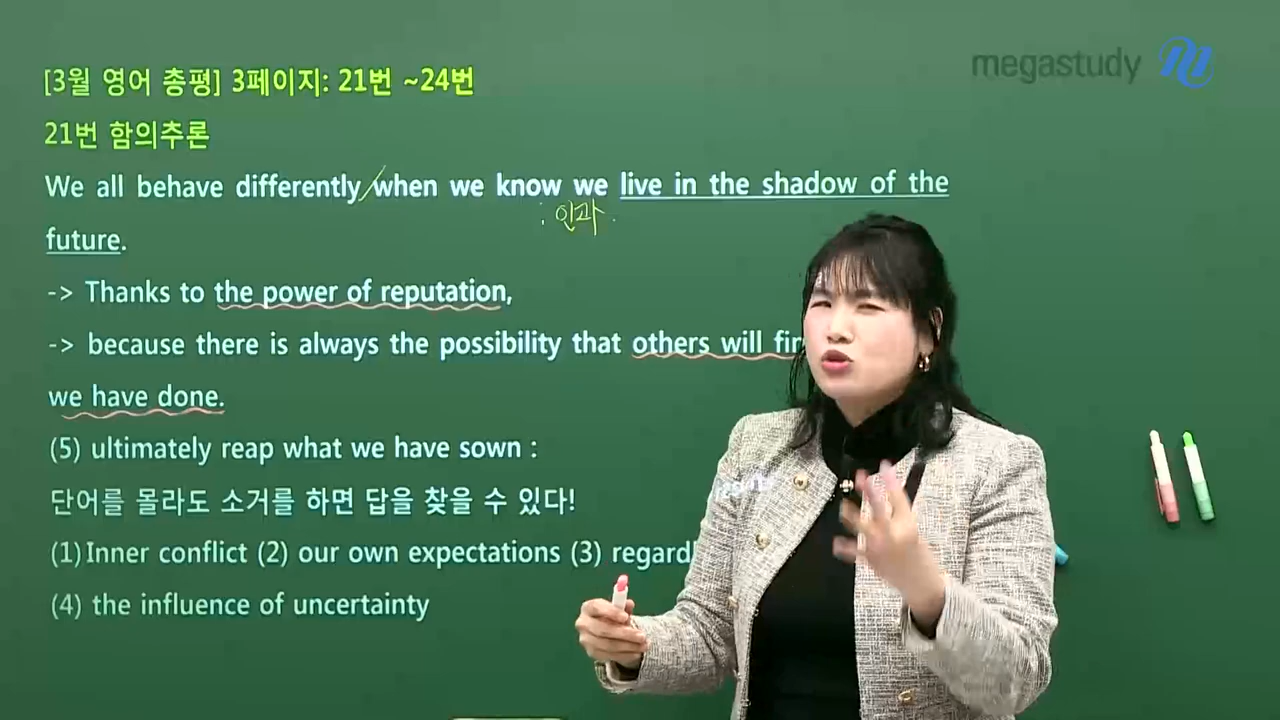 megastudy
[3월 영어 총평] 3페이지: 21번 ~24번
21번 함의추론
We all behave differently when we know we live in the shadow of the
: 인과
future.
-> Thanks to the power of reputation,
-> because there is always the possibility that others will
we have done.
(5) ultimately reap what we have sown :
단어를 몰라도 소거를 하면 답을 찾을 수 있다!
(1)Inner conflict (2) our own expectations (3)
(4) the influence of uncertainty